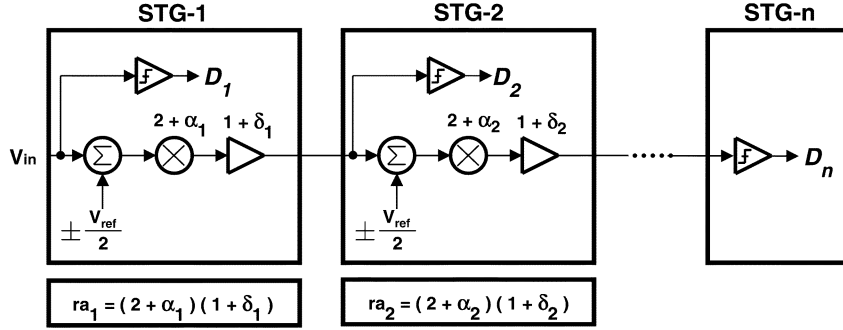 STG-1 STG-2 STG-n
D1 D2
2 + α1 1 + δ1 2 + α2 1 + δ2
Vin Σ Σ ..... Dn
± Vref/2 ± Vref/2
ra1 = ( 2 + α1 ) ( 1 + δ1 ) ra2 = ( 2 + α2 ) ( 1 + δ2 )